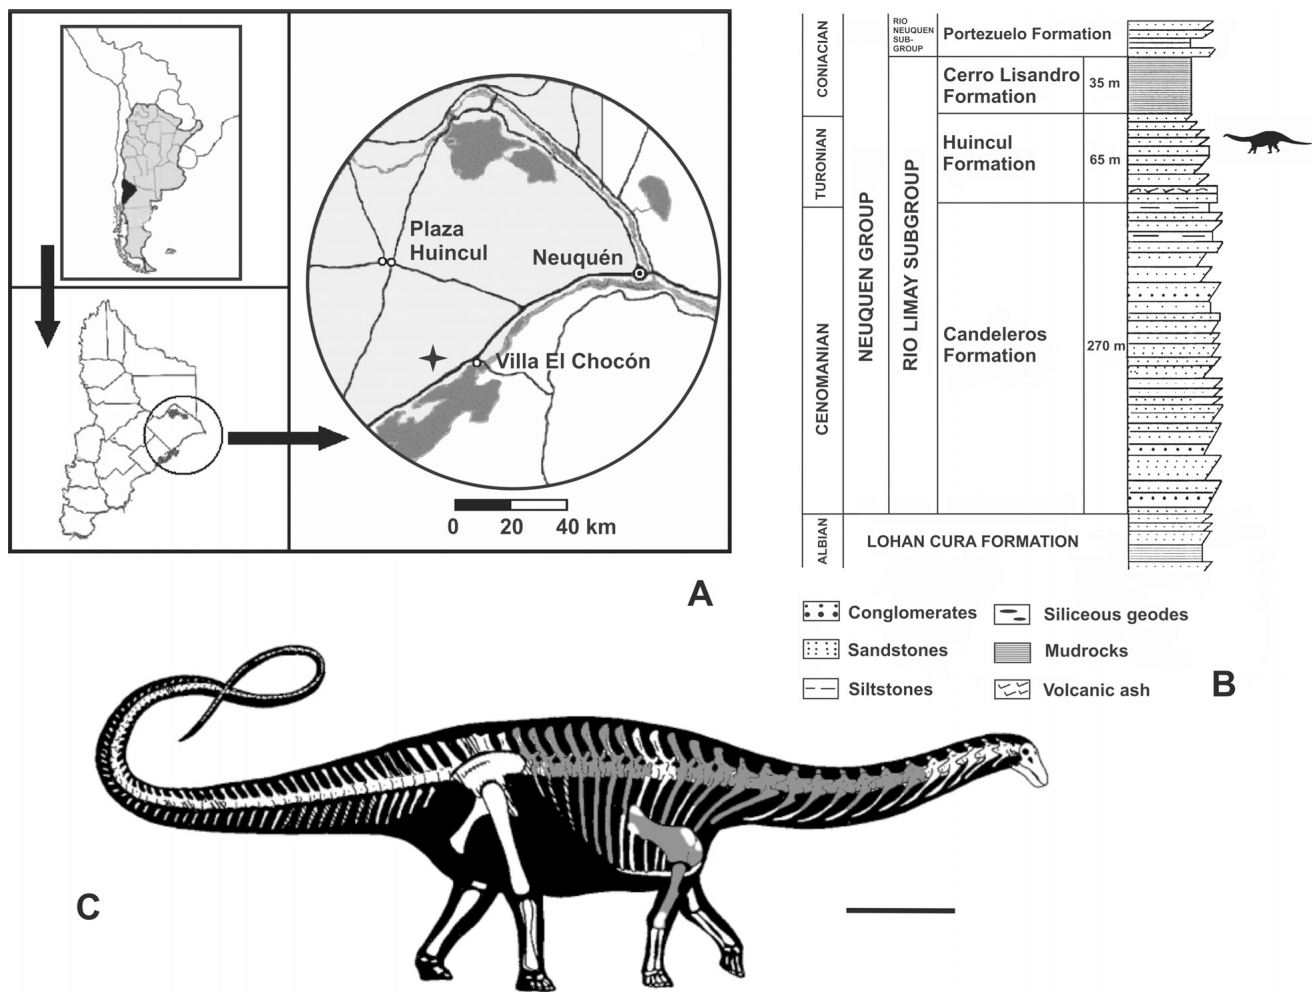 Plaza
Huincul
Neuquén
Villa El Chocón
0 20 40 km
A
CONIACIAN
TURONIAN
CENOMANIAN
ALBIAN
NEUQUEN GROUP
RIO
NEUQUEN
SUB-
GROUP
RIO LIMAY SUBGROUP
Portezuelo Formation
Cerro Lisandro
Formation
35 m
Huincul
Formation
65 m
Candeleros
Formation
270 m
LOHAN CURA FORMATION
Conglomerates
Sandstones
Siltstones
Siliceous geodes
Mudrocks
Volcanic ash
B
C